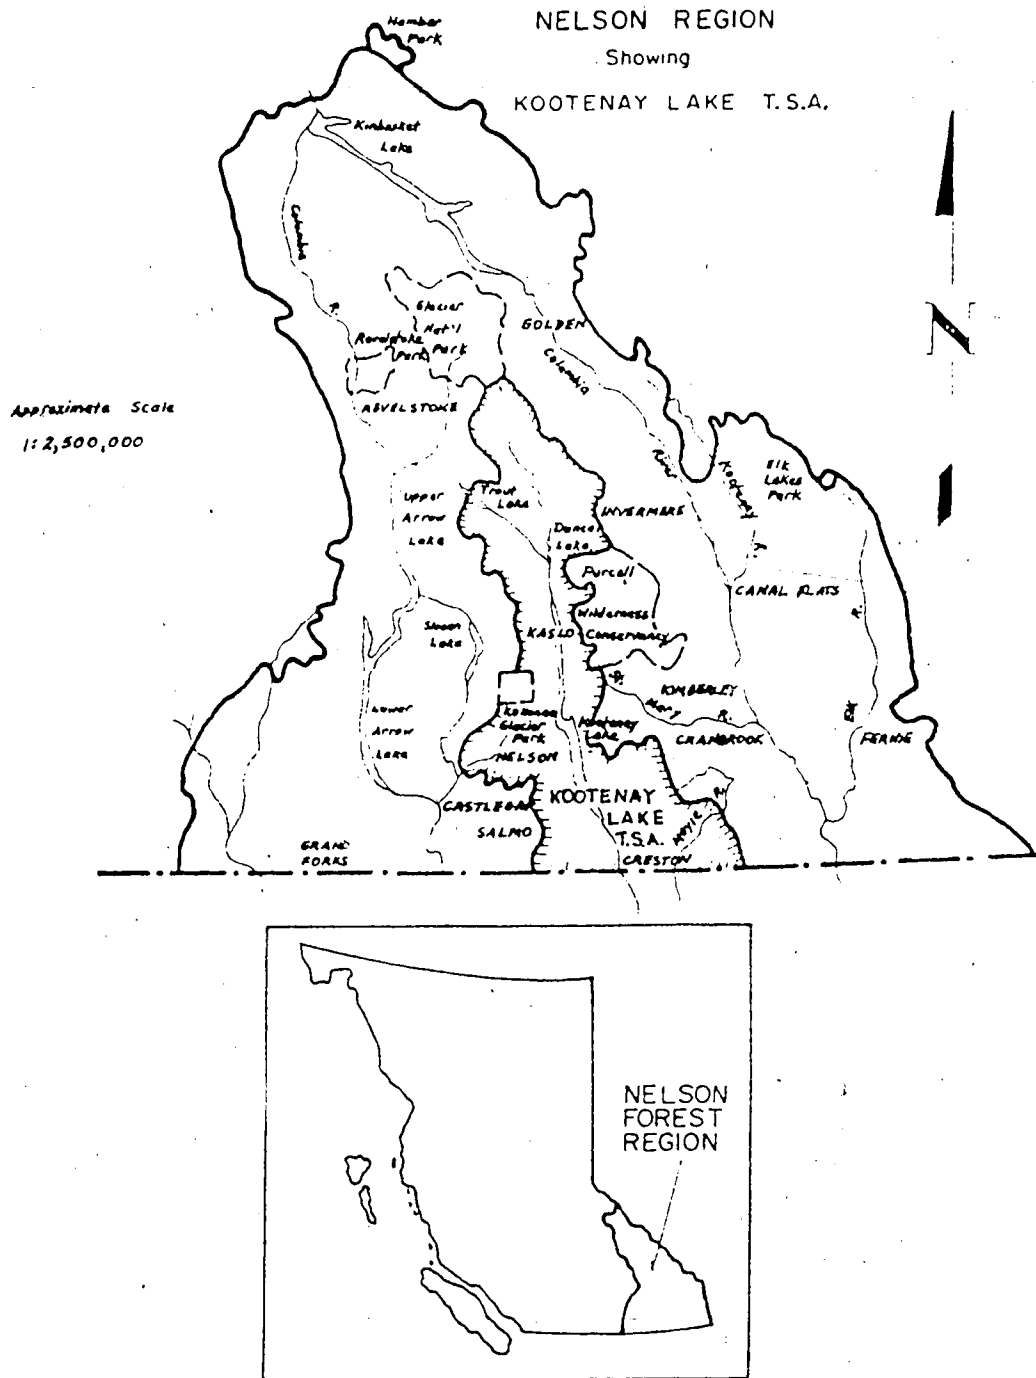 NELSON REGION
Showing
KOOTENAY LAKE T.S.A.
Hamber
Park
Kinbasket
Lake
Columbia
R.
Glacier
Nat'l
Park
Revelstoke
Park
GOLDEN
Columbia
River
REVELSTOKE
Approximate Scale
1:2,500,000
N
Kootenay
R.
Elk
Lakes
Park
Upper
Arrow
Lake
Trout
Lake
INVERMERE
Duncan
Lake
Purcell
Wilderness
Conservancy
CANAL FLATS
Slocan
Lake
KASLO
R.
Elk
St.
Mary
R.
KIMBERLEY
CRANBROOK
FERNIE
Lower
Arrow
Lake
Kokanee
Glacier
Park
Kootenay
Lake
NELSON
CASTLEGAR
SALMO
KOOTENAY
LAKE
T.S.A.
Moyie
R.
CRESTON
GRAND
FORKS
NELSON
FOREST
REGION